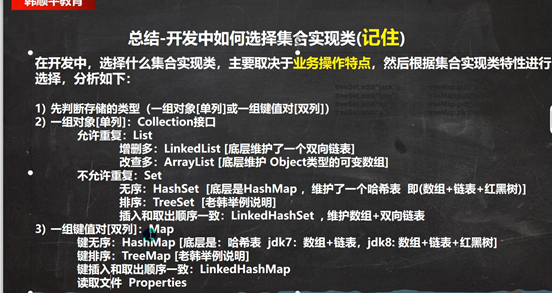 韩顺平教育
总结-开发中如何选择集合实现类(记住)
在开发中，选择什么集合实现类，主要取决于业务操作特点，然后根据集合实现类特性进行
选择，分析如下：
1) 先判断存储的类型（一组对象[单列]或一组键值对[双列]）
2) 一组对象[单列]：Collection接口
允许重复：List
增删多：LinkedList [底层维护了一个双向链表]
改查多：ArrayList [底层维护 Object类型的可变数组]
不允许重复：Set
无序：HashSet [底层是HashMap ，维护了一个哈希表 即(数组+链表+红黑树)]
排序：TreeSet [老韩举例说明]
插入和取出顺序一致：LinkedHashSet ，维护数组+双向链表
3) 一组键值对[双列]：Map
键无序：HashMap [底层是：哈希表 jdk7：数组+链表，jdk8：数组+链表+红黑树]
键排序：TreeMap [老韩举例说明]
键插入和取出顺序一致：LinkedHashMap
读取文件 Properties